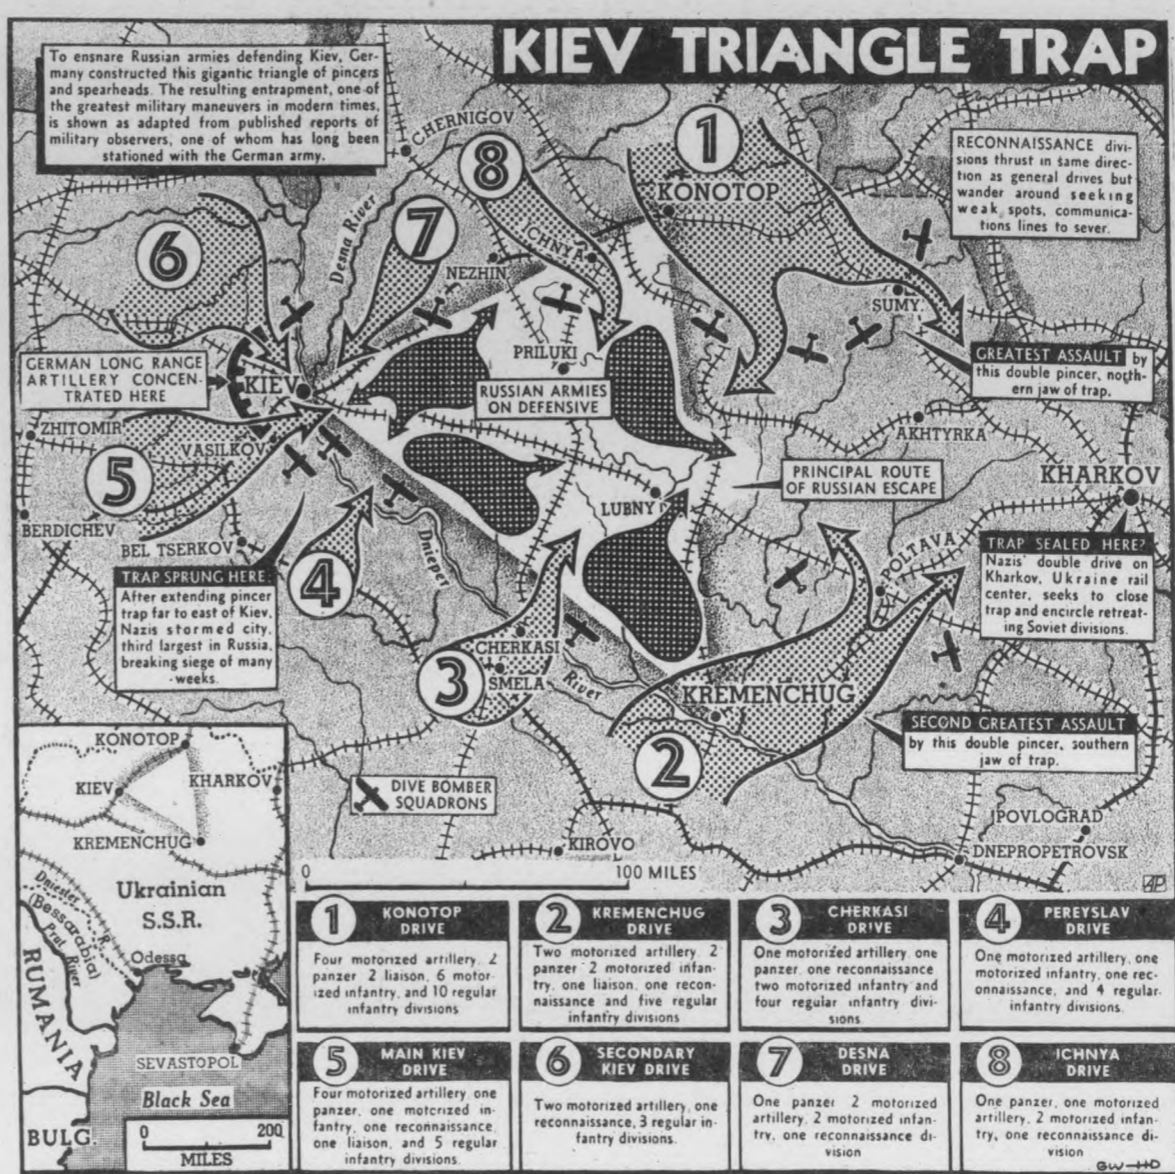 KIEV TRIANGLE TRAP
To ensnare Russian armies defending Kiev, Ger-
many constructed this gigantic triangle of pincers
and spearheads. The resulting entrapment, one of
the greatest military maneuvers in modern times,
is shown as adapted from published reports of
military observers, one of whom has long been
stationed with the German army.
CHERNIGOV
8
1
RECONNAISSANCE divi-
sions thrust in same direc-
tion as general drives but
wander around seeking
weak spots, communica-
tions lines to sever.
KONOTOP
6
Desna River
7
ICHNYA
NEZHIN
SUMY
GERMAN LONG RANGE
ARTILLERY CONCEN-
TRATED HERE
KIEV
PRILUKI
RUSSIAN ARMIES
ON DEFENSIVE
GREATEST ASSAULT by
this double pincer, north-
ern jaw of trap.
ZHITOMIR
VASILKOV
AKHTYRKA
5
PRINCIPAL ROUTE
OF RUSSIAN ESCAPE
KHARKOV
LUBNY
BERDICHEV
BEL TSERKOV
Dnieper
POLTAVA
TRAP SPRUNG HERE:
After extending pincer
trap far to east of Kiev,
Nazis stormed city,
third largest in Russia,
breaking siege of many
weeks.
4
TRAP SEALED HERE?
Nazis' double drive on
Kharkov, Ukraine rail
center, seeks to close
trap and encircle retreat-
ing Soviet divisions.
CHERKASI
3
SMELA
River
KREMENCHUG
2
SECOND GREATEST ASSAULT
by this double pincer, southern
jaw of trap.
DIVE BOMBER
SQUADRONS
KIROVO
POVLOGRAD
DNEPROPETROVSK
0 100 MILES
AP
KONOTOP
KIEV
KHARKOV
KREMENCHUG
Ukrainian
S.S.R.
Dniester R.
(Bessarabia)
Prut River
Odessa
RUMANIA
SEVASTOPOL
Black Sea
BULG.
0 200
MILES
1 KONOTOP
DRIVE
Four motorized artillery, 2
panzer 2 liaison, 6 motor-
ized infantry, and 10 regular
infantry divisions
2 KREMENCHUG
DRIVE
Two motorized artillery, 2
panzer 2 motorized infan-
try, one liaison, one recon-
naissance and five regular
infantry divisions
3 CHERKASI
DRIVE
One motorized artillery, one
panzer, one reconnaissance
two motorized infantry and
four regular infantry divi-
sions.
4 PEREYSLAV
DRIVE
One motorized artillery, one
motorized infantry, one rec-
onnaissance, and 4 regular
infantry divisions.
5 MAIN KIEV
DRIVE
Four motorized artillery, one
panzer, one motorized in-
fantry, one reconnaissance,
one liaison, and 5 regular
infantry divisions.
6 SECONDARY
KIEV DRIVE
Two motorized artillery, one
reconnaissance, 3 regular in-
fantry divisions.
7 DESNA
DRIVE
One panzer 2 motorized
artillery, 2 motorized infan-
try, one reconnaissance di-
vision
8 ICHNYA
DRIVE
One panzer, one motorized
artillery, 2 motorized infan-
try, one reconnaissance di-
vision
GW-HD